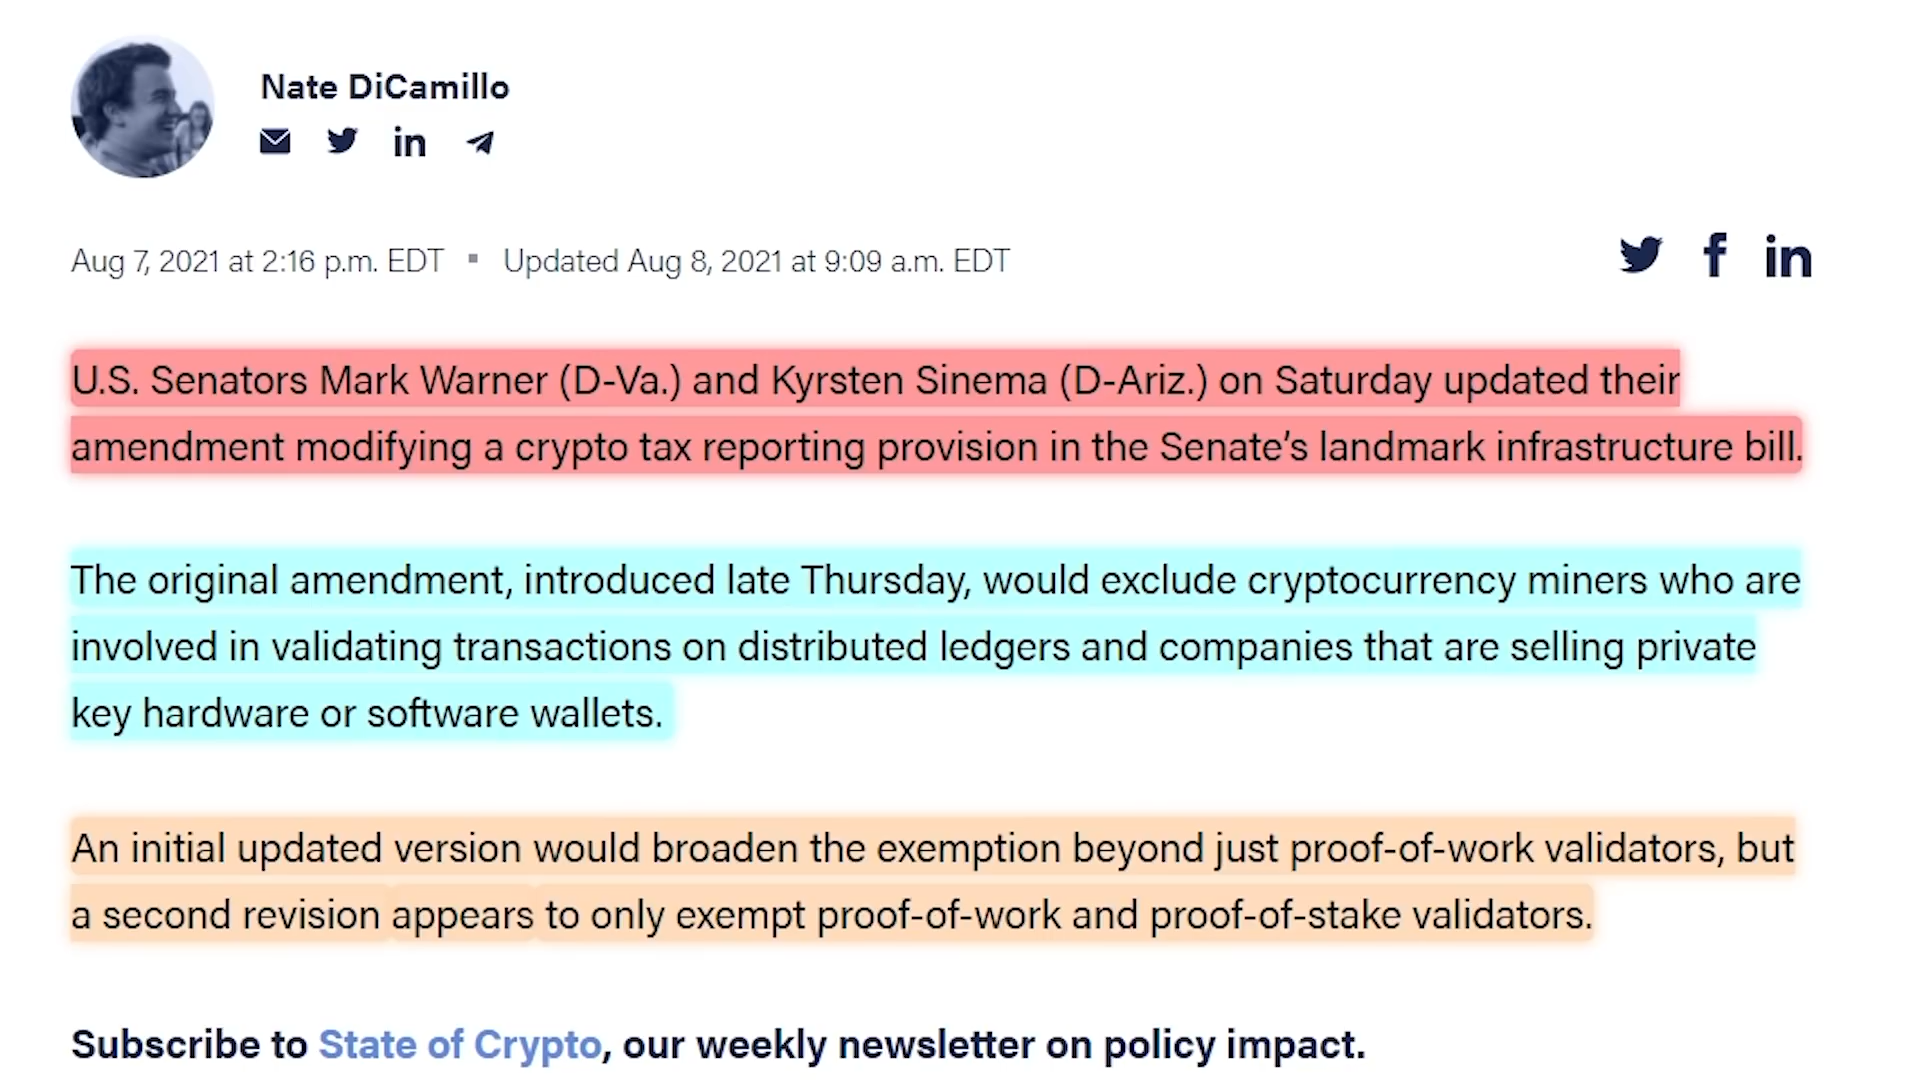 Nate DiCamillo
in
Aug 7, 2021 at 2:16 p.m. EDT ▪ Updated Aug 8, 2021 at 9:09 a.m. EDT
f in
U.S. Senators Mark Warner (D-Va.) and Kyrsten Sinema (D-Ariz.) on Saturday updated their
amendment modifying a crypto tax reporting provision in the Senate’s landmark infrastructure bill.
The original amendment, introduced late Thursday, would exclude cryptocurrency miners who are
involved in validating transactions on distributed ledgers and companies that are selling private
key hardware or software wallets.
An initial updated version would broaden the exemption beyond just proof-of-work validators, but
a second revision appears to only exempt proof-of-work and proof-of-stake validators.
Subscribe to State of Crypto, our weekly newsletter on policy impact.